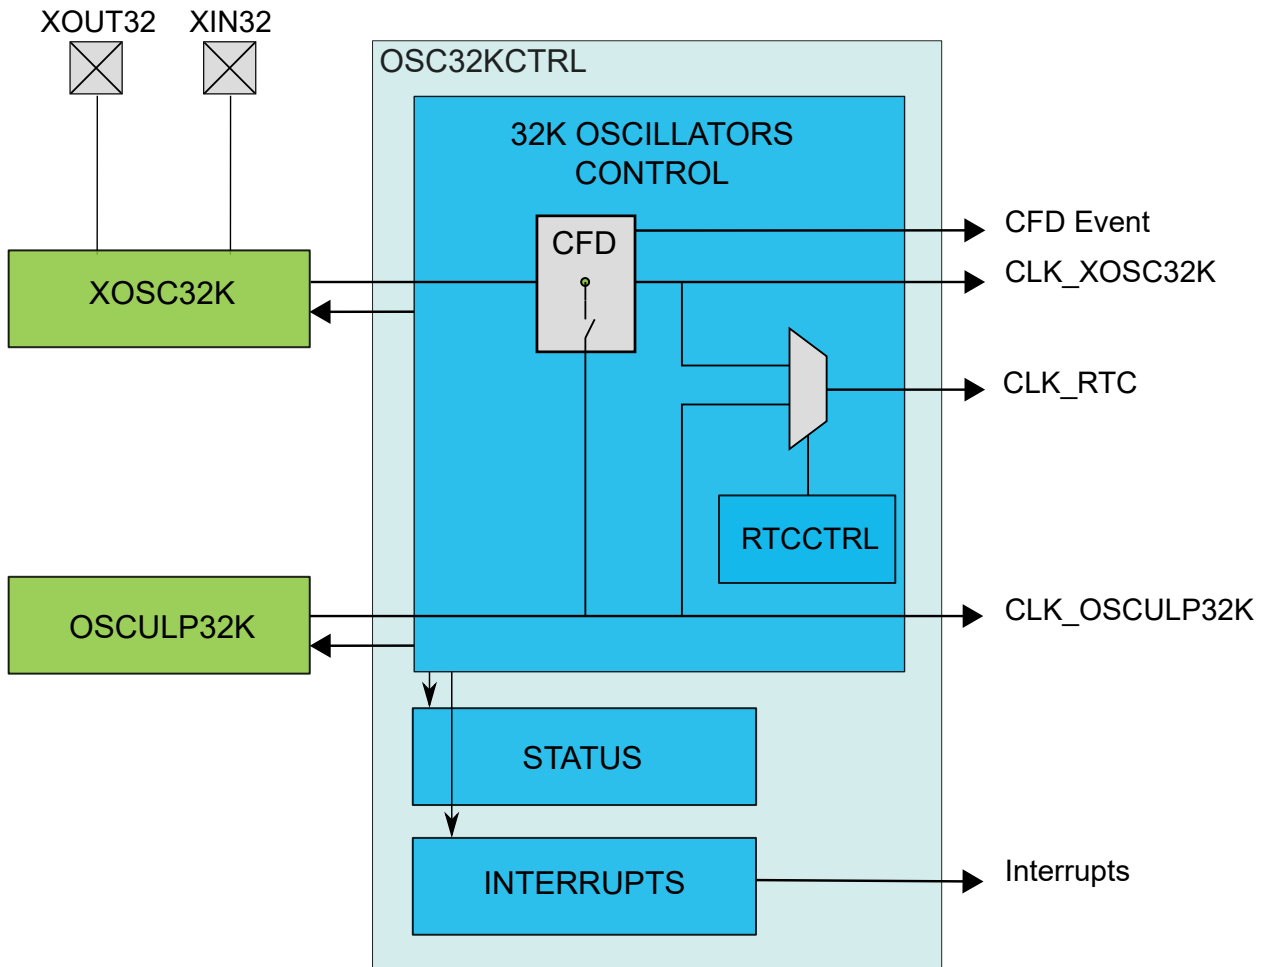 XOUT32
XIN32
OSC32KCTRL
32K OSCILLATORS
CONTROL
CFD
CFD Event
CLK_XOSC32K
XOSC32K
CLK_RTC
RTCCTRL
CLK_OSCULP32K
OSCULP32K
STATUS
INTERRUPTS
Interrupts